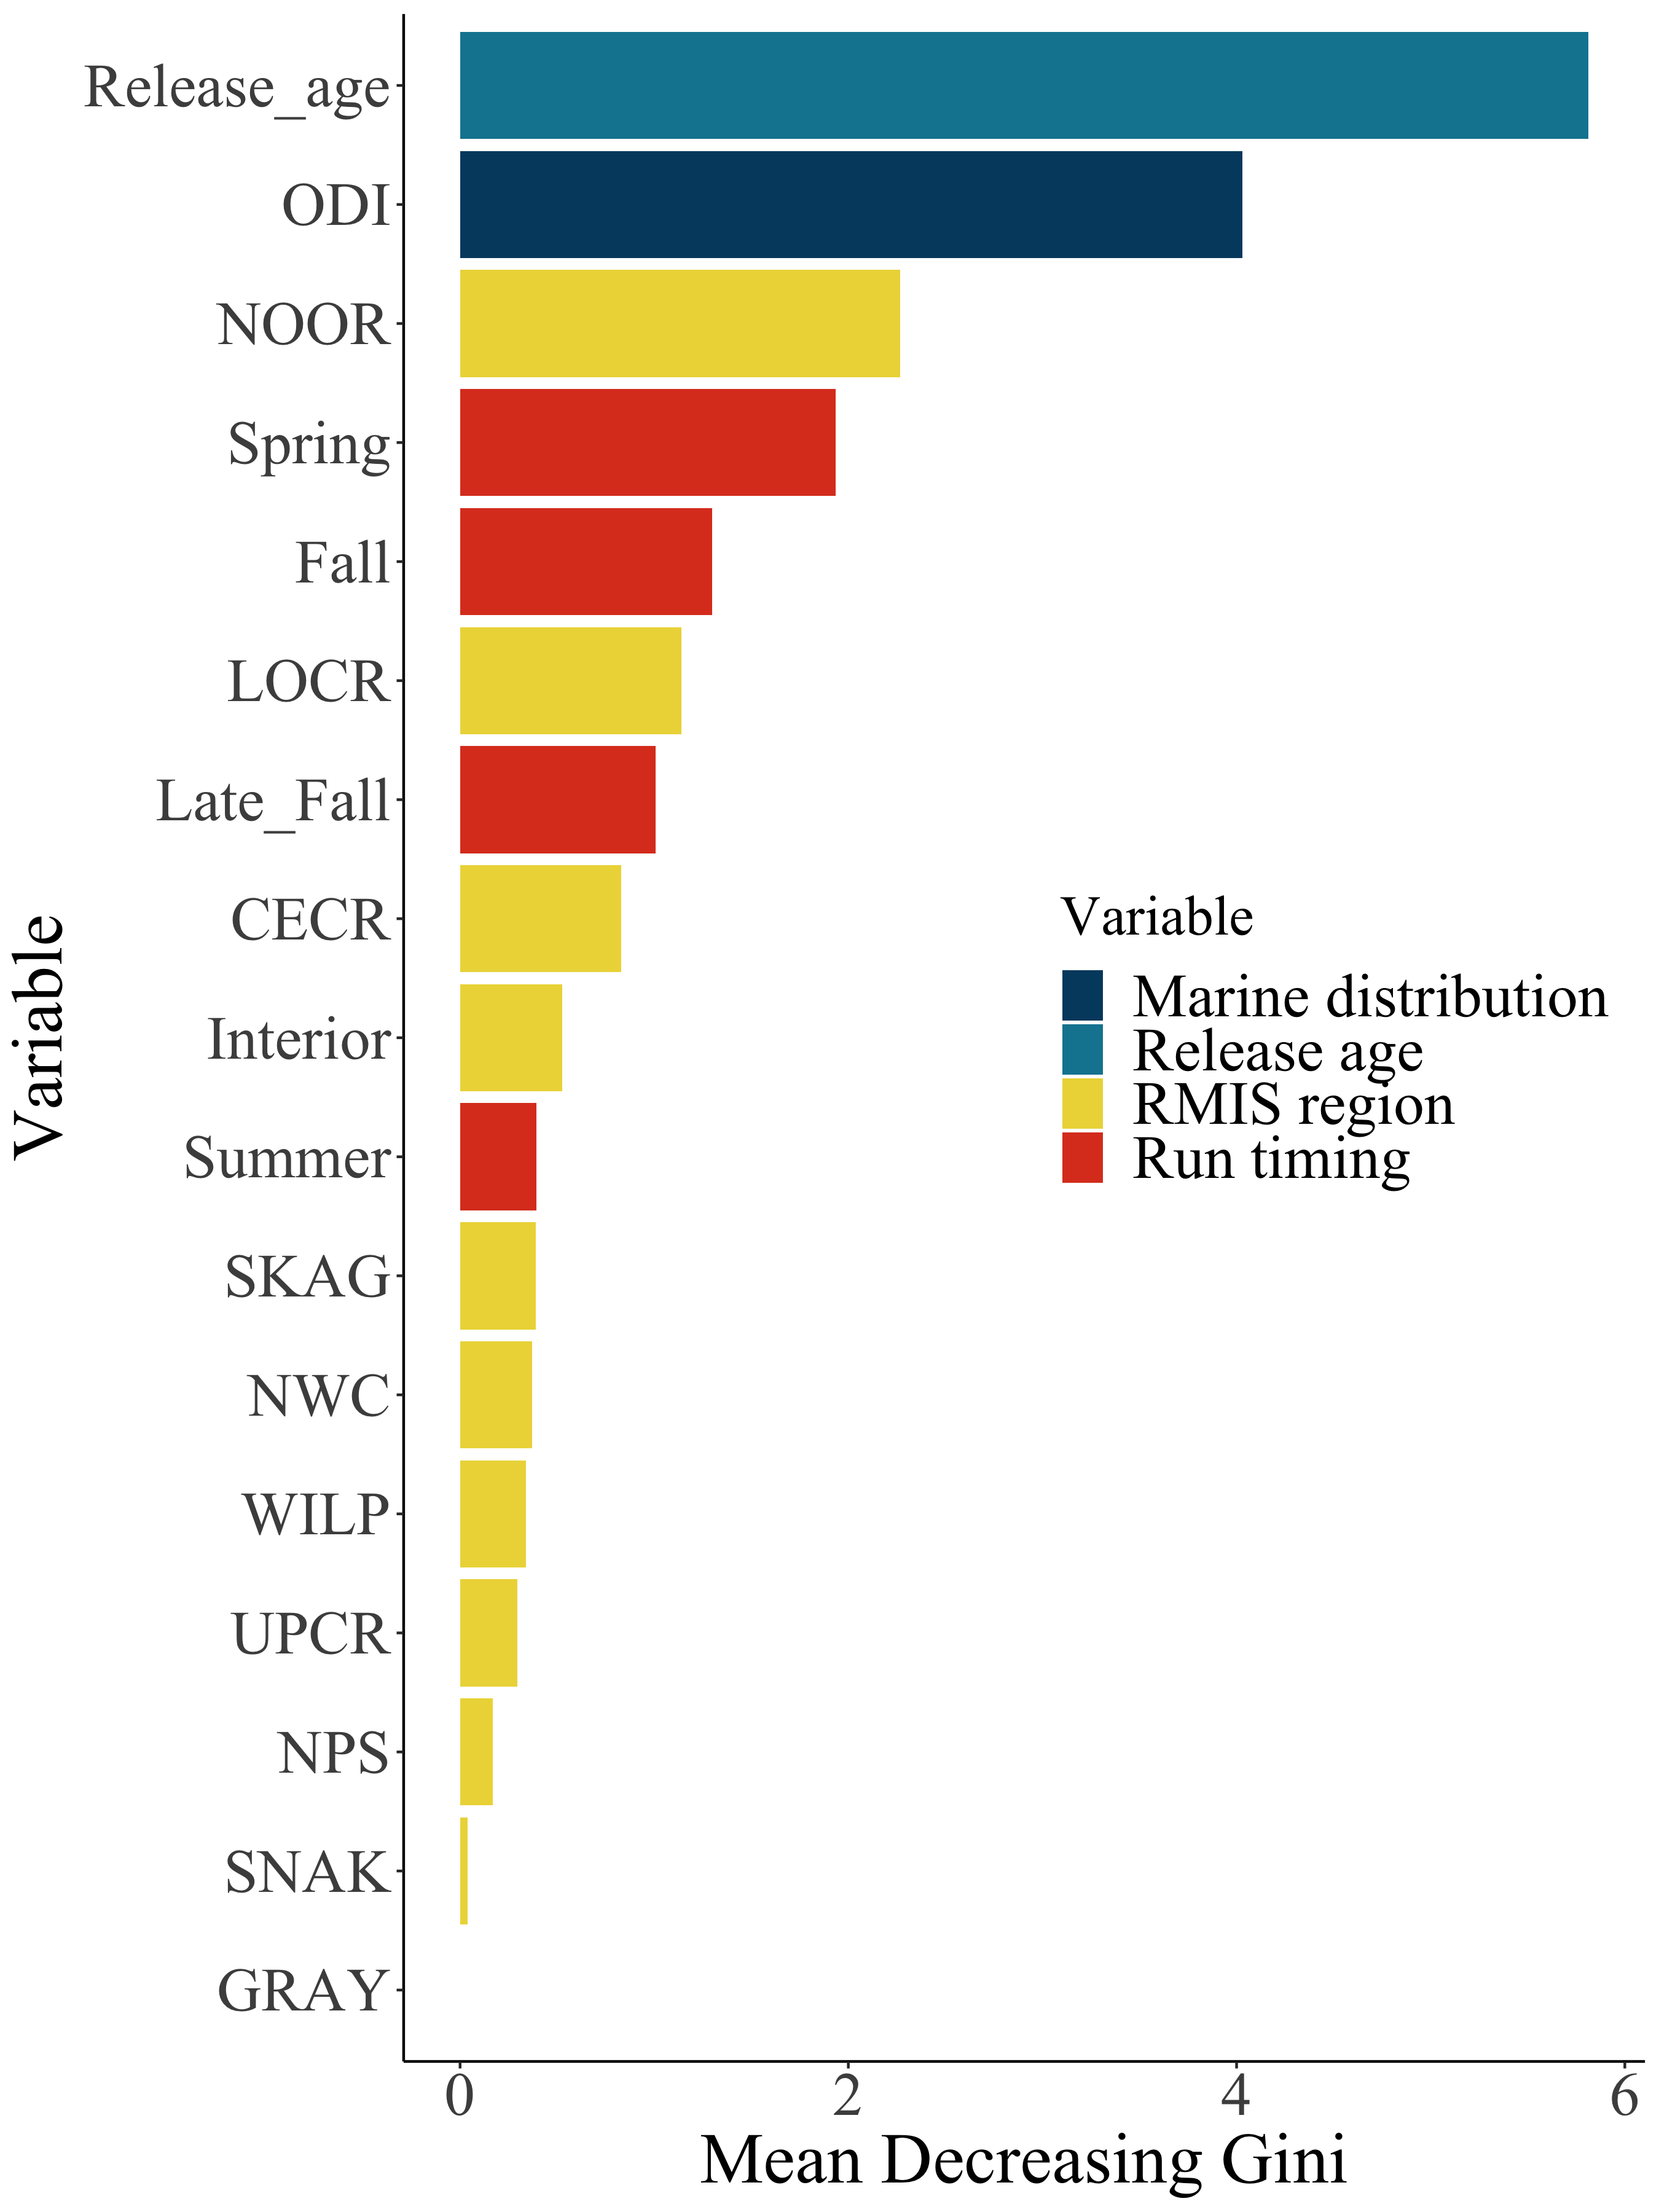 Release_age
ODI
NOOR
Spring
Fall
LOCR
Late_Fall
CECR
Interior
Summer
SKAG
NWC
WILP
UPCR
NPS
SNAK
GRAY
Variable
Variable
Marine distribution
Release age
RMIS region
Run timing
0 2 4 6
Mean Decreasing Gini